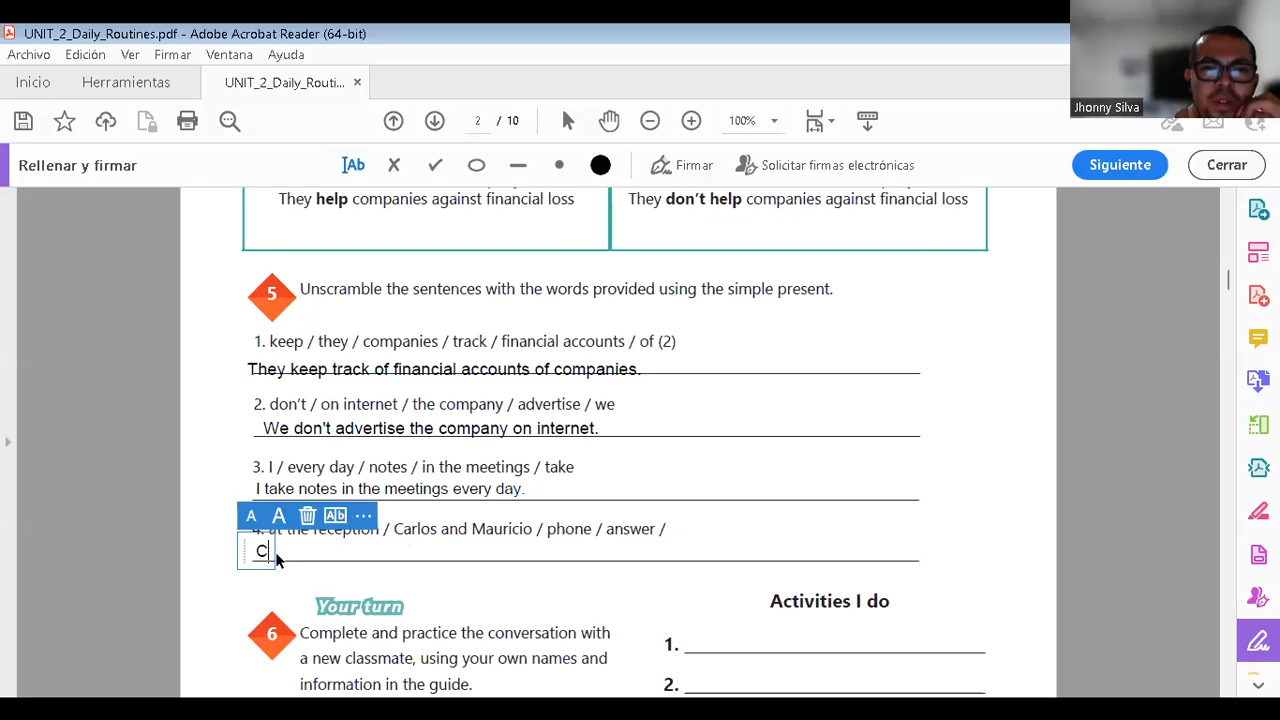 UNIT_2_Daily_Routines.pdf - Adobe Acrobat Reader (64-bit)
Archivo Edición Ver Firmar Ventana Ayuda
Inicio Herramientas UNIT_2_Daily_Routi... ×
2 / 10 100%
Jhonny Silva
Rellenar y firmar Ab Firmar Solicitar firmas electrónicas Siguiente Cerrar
They help companies against financial loss They don't help companies against financial loss
5 Unscramble the sentences with the words provided using the simple present.
1. keep / they / companies / track / financial accounts / of (2)
They keep track of financial accounts of companies.
2. don't / on internet / the company / advertise / we
We don't advertise the company on internet.
3. I / every day / notes / in the meetings / take
I take notes in the meetings every day.
A A Ab ...
4. at the reception / Carlos and Mauricio / phone / answer /
C
Your turn
Activities I do
6 Complete and practice the conversation with
a new classmate, using your own names and
information in the guide.
1.
2.